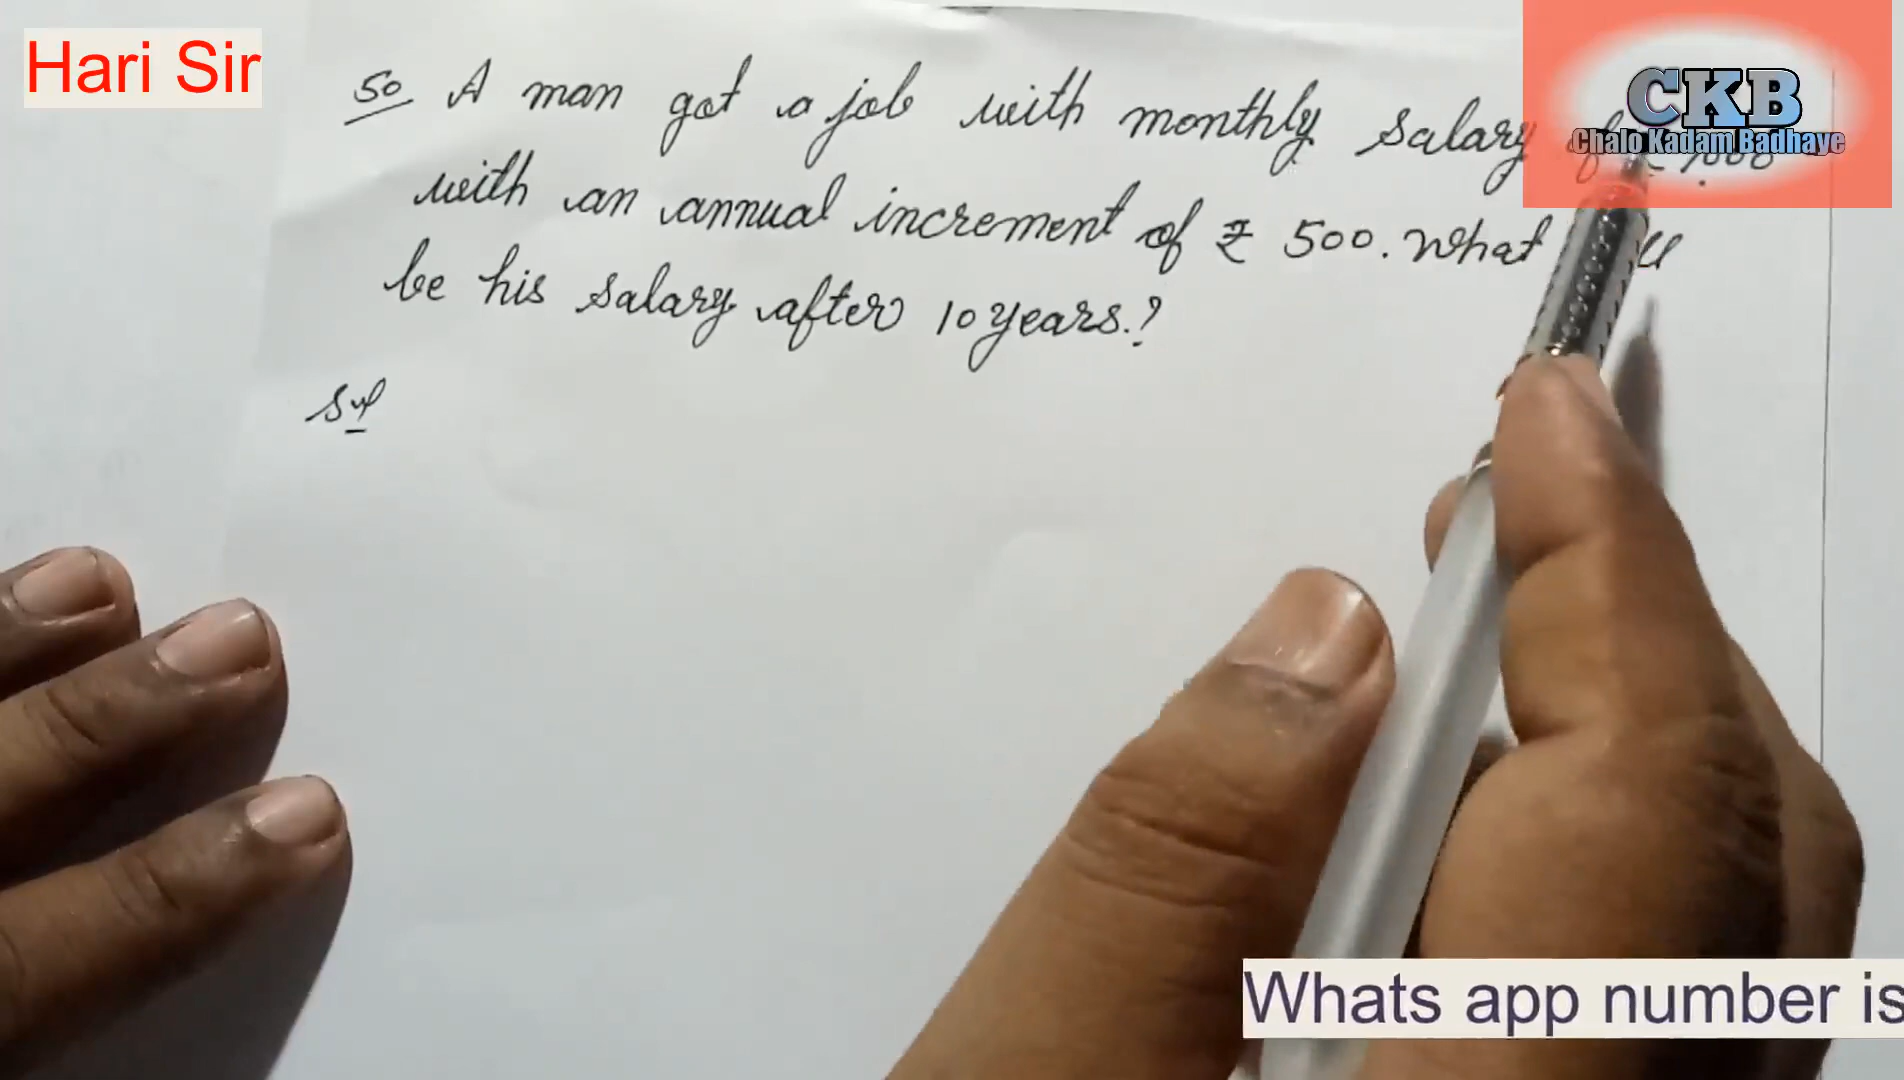 Hari Sir
50 A man got a job with monthly salary of ₹
CKB
Chalo Kadam Badhaye
with an annual increment of ₹ 500. What
be his salary after 10 years.?
Sol
Whats app number is